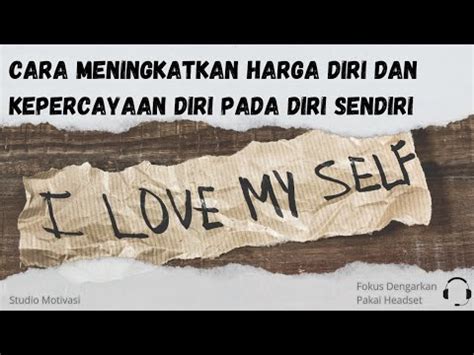 CARA MENINGKATKAN HARGA DIRI DAN
KEPERCAYAAN DIRI PADA DIRI SENDIRI
I LOVE MY SELF
Studio Motivasi
Fokus Dengarkan
Pakai Headset